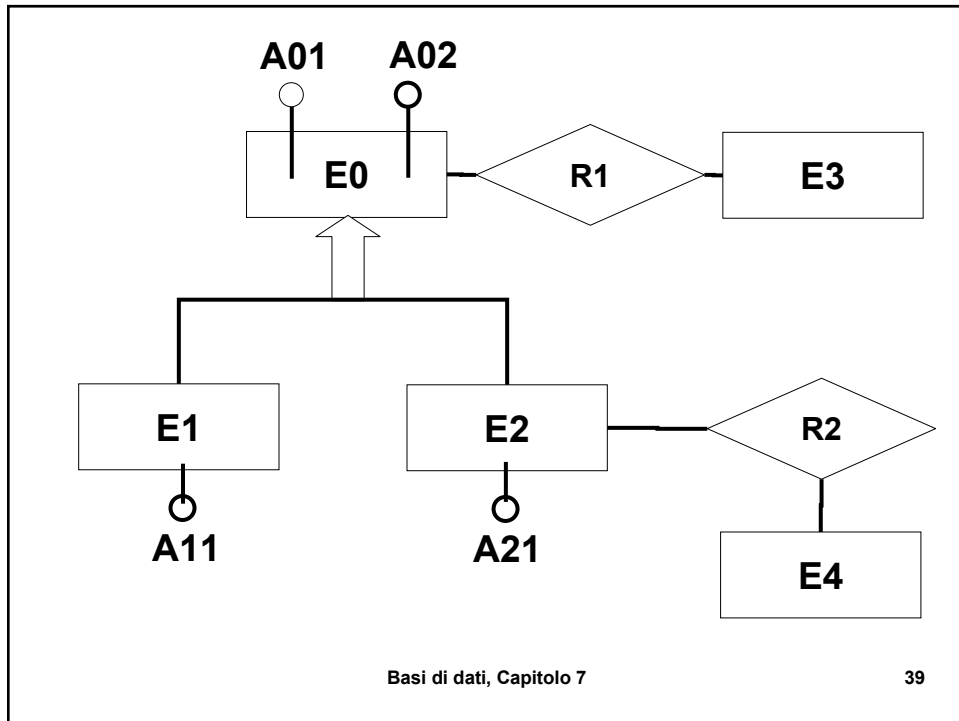 A01 A02
E0 R1 E3
E1 E2 R2
A11 A21
E4
Basi di dati, Capitolo 7 39